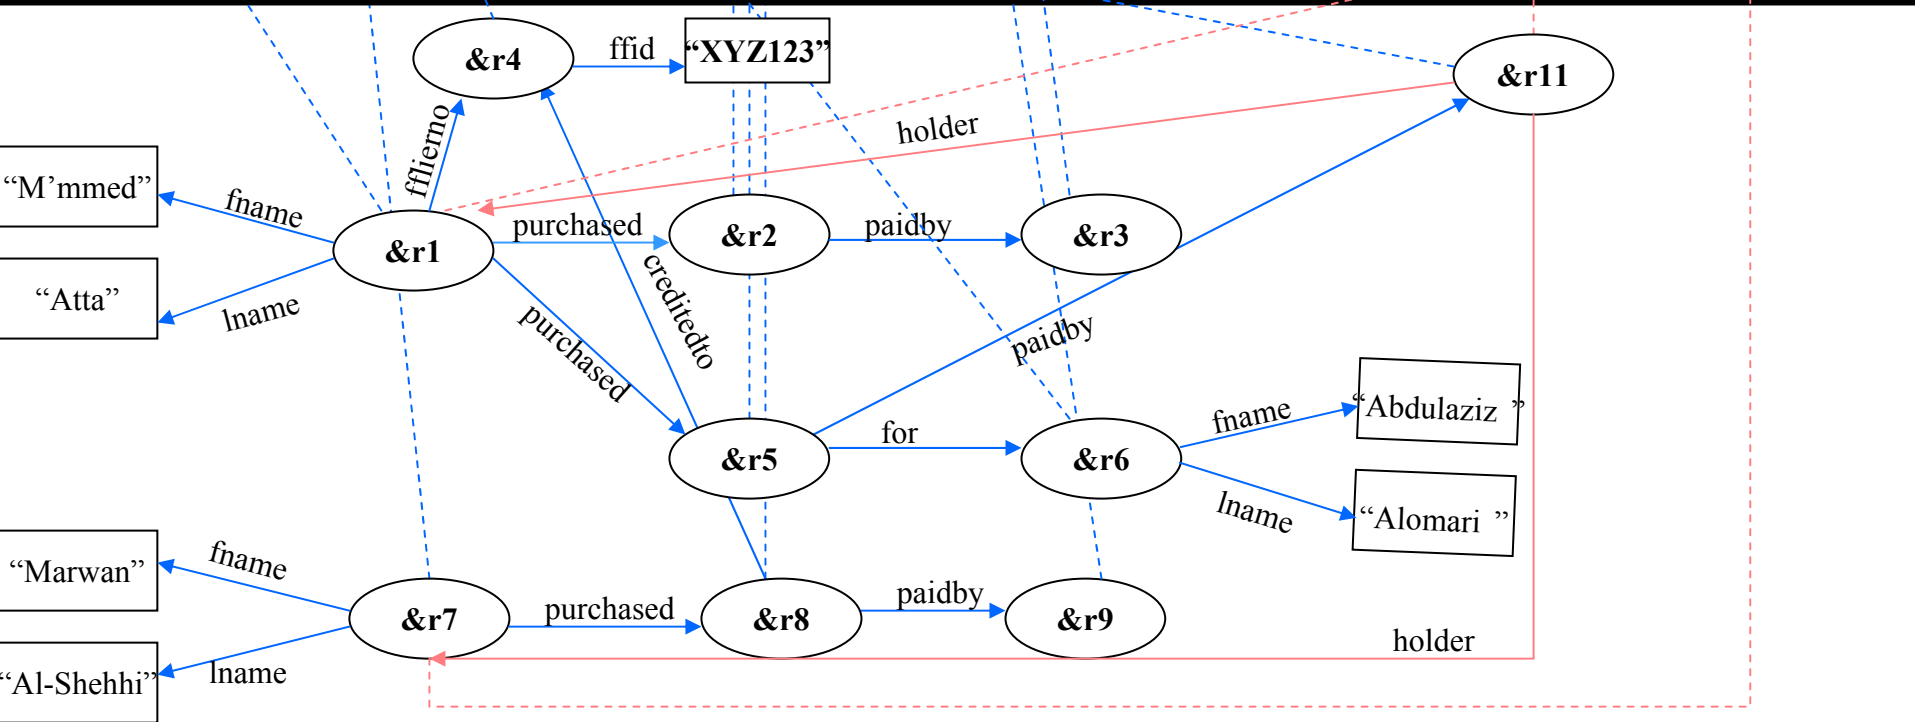 &r4
ffid
“XYZ123”
&r11
holder
fflierno
“M’mmed”
fname
purchased
&r2
paidby
&r3
&r1
“Atta”
lname
creditedto
purchased
paidby
“Abdulaziz ”
fname
for
&r5
&r6
lname
“Alomari ”
“Marwan”
fname
&r7
purchased
&r8
paidby
&r9
holder
“Al-Shehhi”
lname